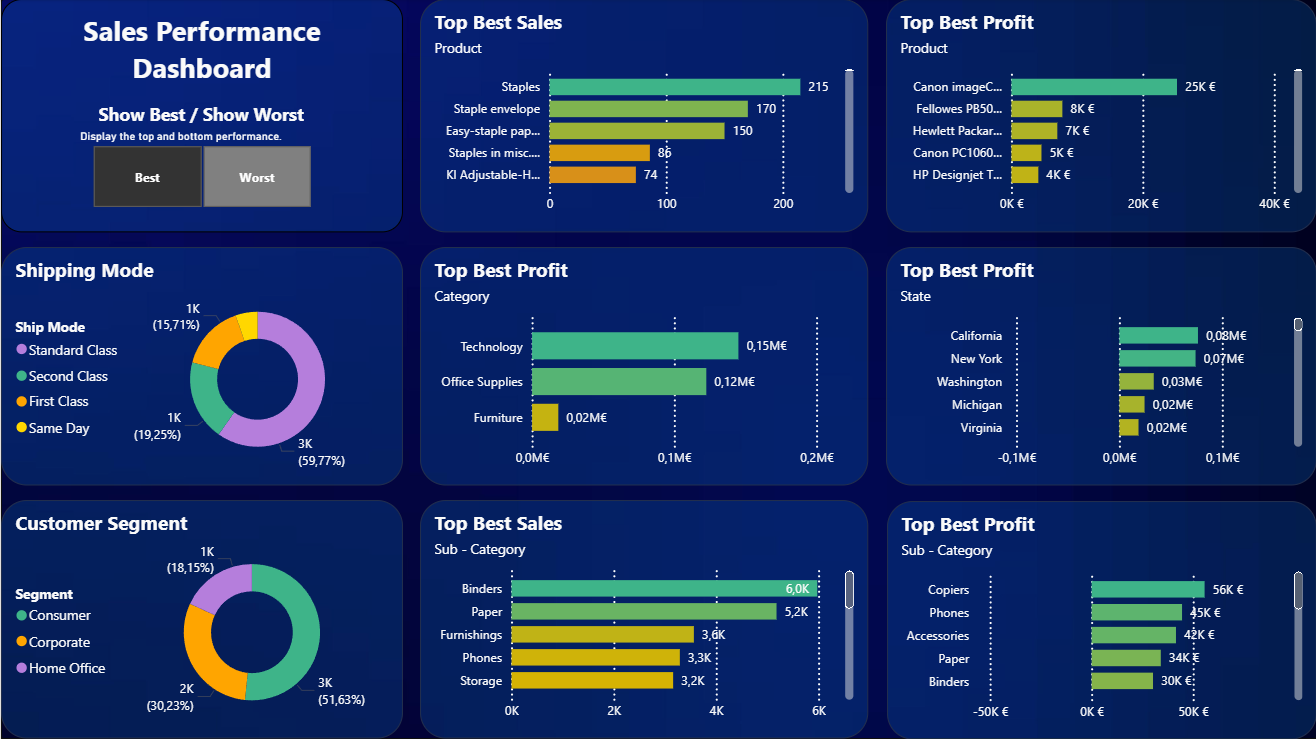 Sales Performance
Dashboard
Show Best / Show Worst
Display the top and bottom performance.
Best
Worst
Top Best Sales
Product
Staples
215
Staple envelope
170
Easy-staple pap...
150
Staples in misc....
86
KI Adjustable-H...
74
0
100
200
Top Best Profit
Product
Canon imageC...
25K €
Fellowes PB50...
8K €
Hewlett Packar...
7K €
Canon PC1060...
5K €
HP Designjet T...
4K €
0K €
20K €
40K €
Shipping Mode
Ship Mode
Standard Class
Second Class
First Class
Same Day
1K
(15,71%)
1K
(19,25%)
3K
(59,77%)
Top Best Profit
Category
Technology
0,15M€
Office Supplies
0,12M€
Furniture
0,02M€
0,0M€
0,1M€
0,2M€
Top Best Profit
State
California
0,08M€
New York
0,07M€
Washington
0,03M€
Michigan
0,02M€
Virginia
0,02M€
-0,1M€
0,0M€
0,1M€
Customer Segment
Segment
Consumer
Corporate
Home Office
1K
(18,15%)
2K
(30,23%)
3K
(51,63%)
Top Best Sales
Sub - Category
Binders
6,0K
Paper
5,2K
Furnishings
3,6K
Phones
3,3K
Storage
3,2K
0K
2K
4K
6K
Top Best Profit
Sub - Category
Copiers
56K €
Phones
45K €
Accessories
42K €
Paper
34K €
Binders
30K €
-50K €
0K €
50K €